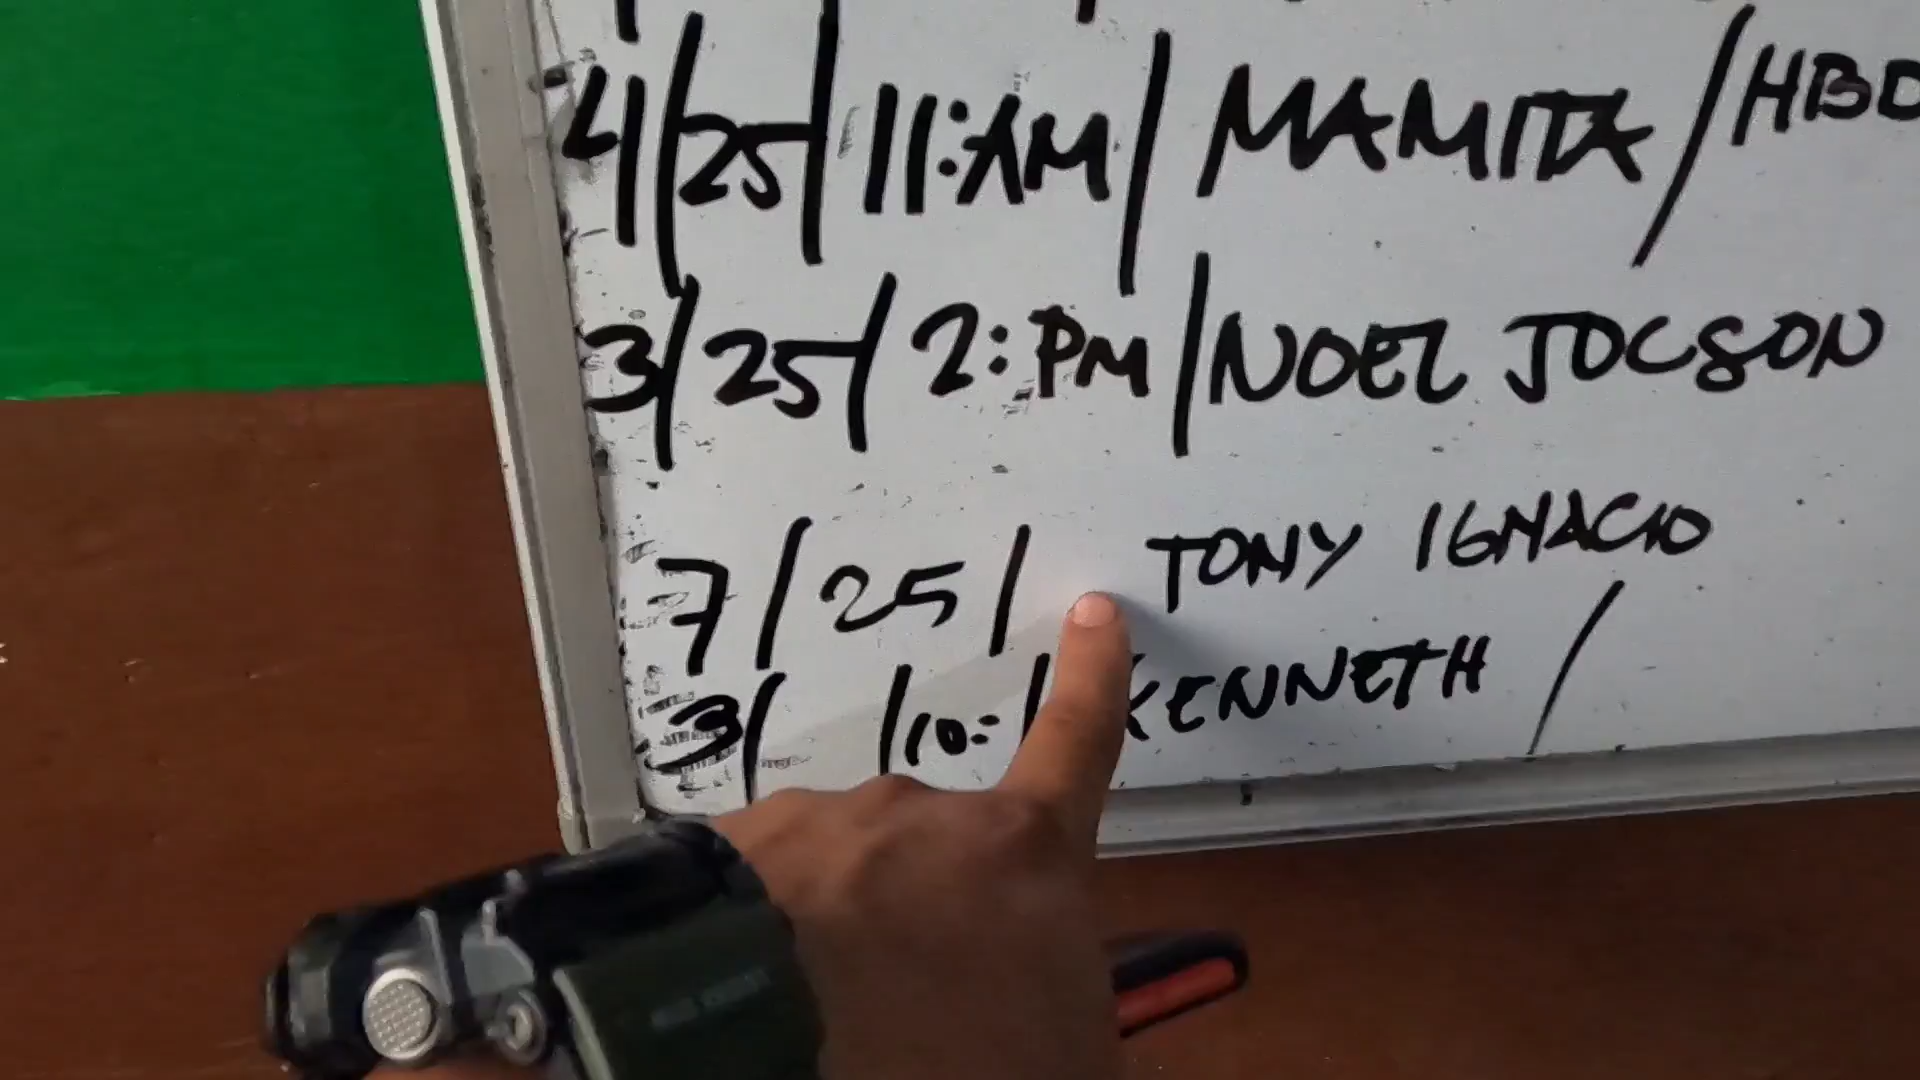 4/25/11:AM/MAMITA/HBD
3/25/2:PM/NOEL JOCSON
7/25/ TONY IGNACIO
3/ /10:/KENNETH/